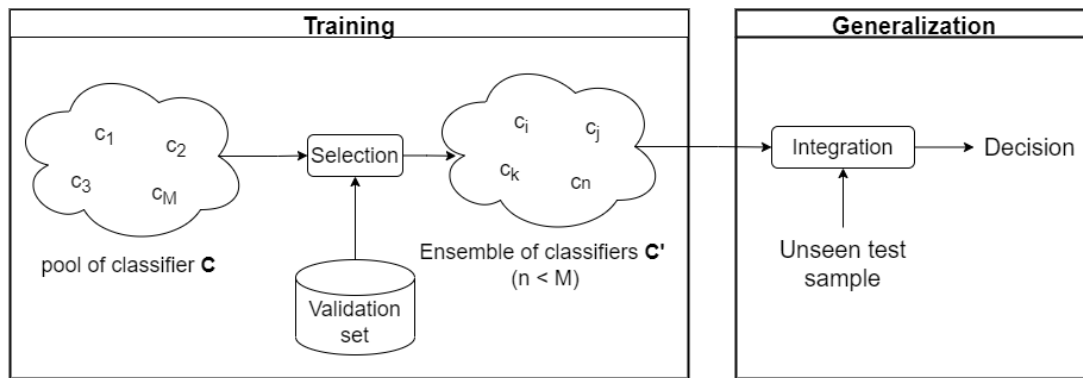 Training
Generalization
c1
c2
c3
cM
pool of classifier C
Selection
Validation
set
ci
cj
ck
cn
Ensemble of classifiers C'
(n < M)
Integration
Decision
Unseen test
sample